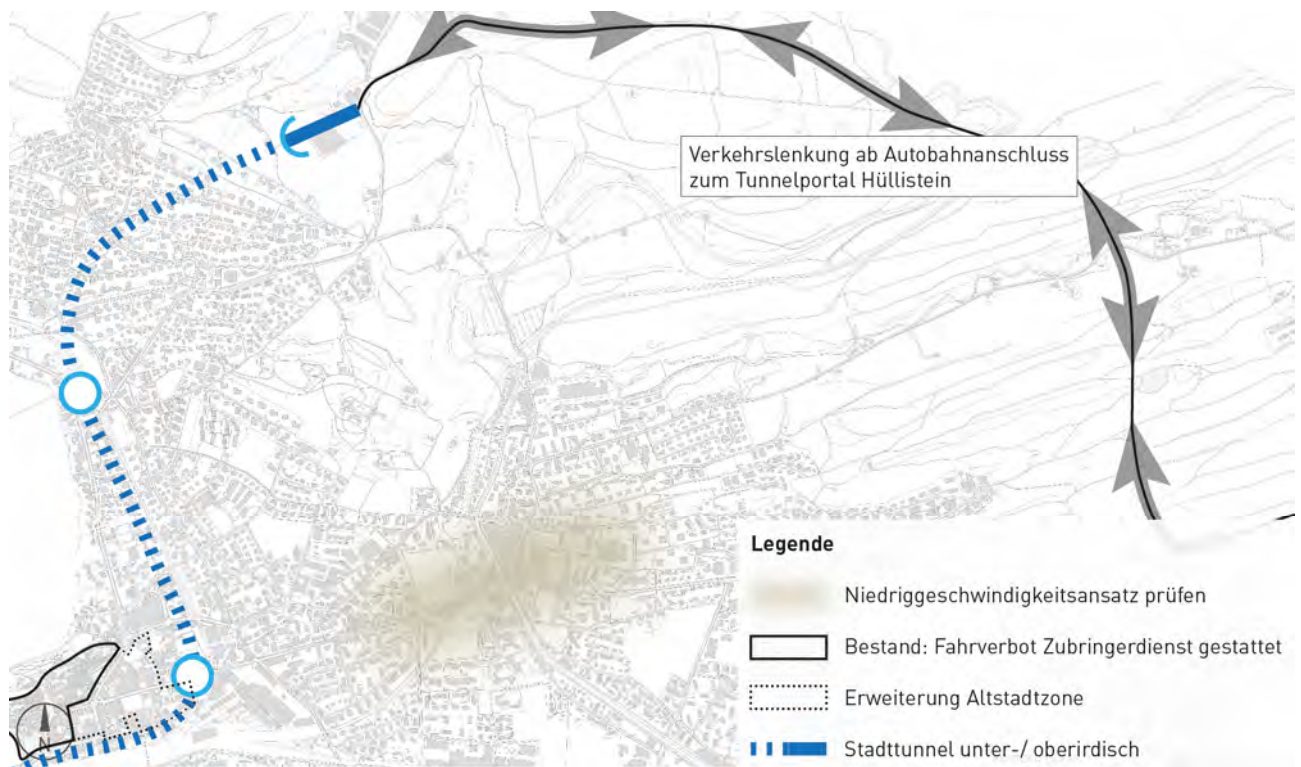 Verkehrslenkung ab Autobahnanschluss
zum Tunnelportal Hüllistein
Legende
Niedriggeschwindigkeitsansatz prüfen
Bestand: Fahrverbot Zubringerdienst gestattet
Erweiterung Altstadtzone
Stadttunnel unter-/ oberirdisch
N